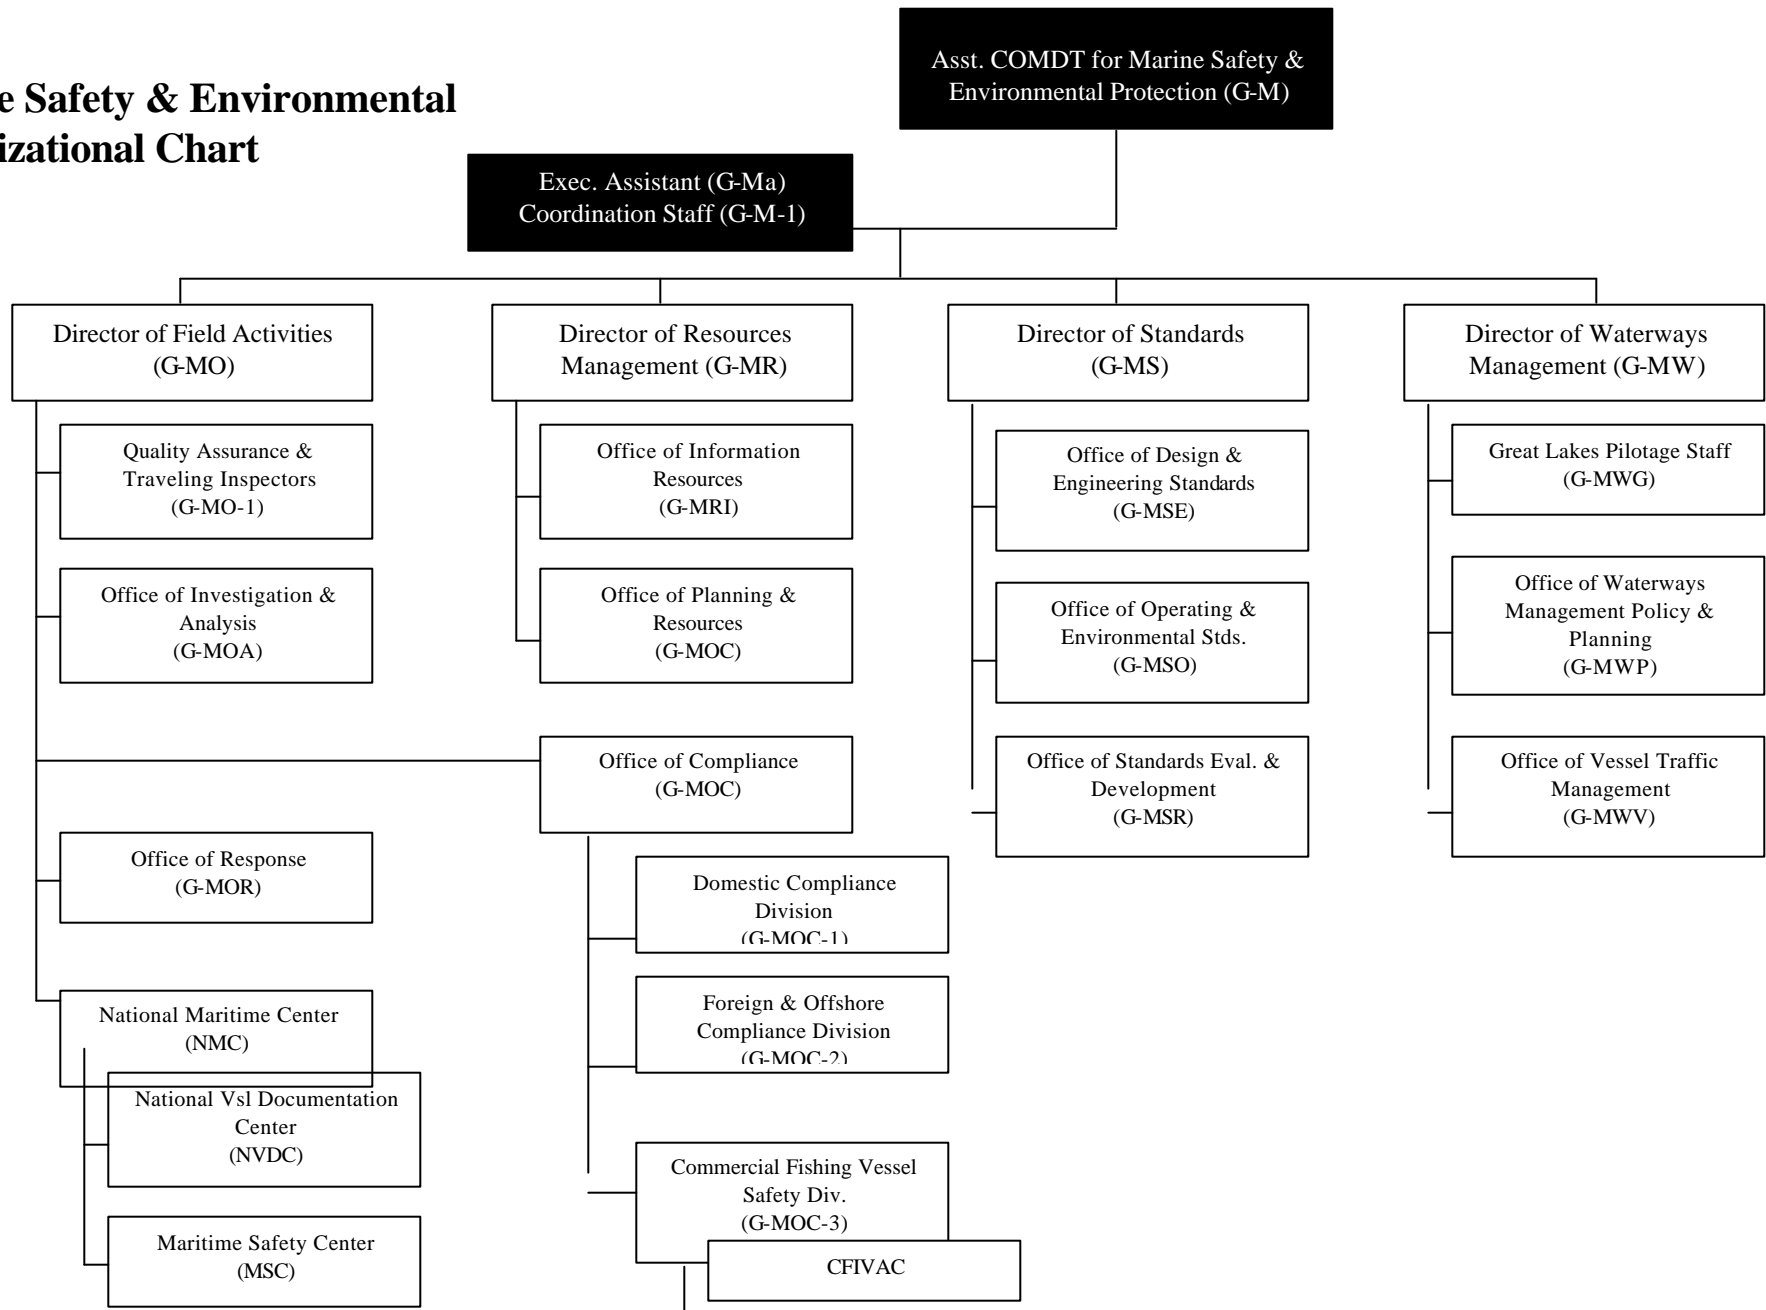 Asst. COMDT for Marine Safety &
Environmental Protection (G-M)
e Safety & Environmental
izational Chart
Exec. Assistant (G-Ma)
Coordination Staff (G-M-1)
Director of Field Activities
(G-MO)
Director of Resources
Management (G-MR)
Director of Standards
(G-MS)
Director of Waterways
Management (G-MW)
Quality Assurance &
Traveling Inspectors
(G-MO-1)
Office of Information
Resources
(G-MRI)
Office of Design &
Engineering Standards
(G-MSE)
Great Lakes Pilotage Staff
(G-MWG)
Office of Investigation &
Analysis
(G-MOA)
Office of Planning &
Resources
(G-MOC)
Office of Operating &
Environmental Stds.
(G-MSO)
Office of Waterways
Management Policy &
Planning
(G-MWP)
Office of Compliance
(G-MOC)
Office of Standards Eval. &
Development
(G-MSR)
Office of Vessel Traffic
Management
(G-MWV)
Office of Response
(G-MOR)
Domestic Compliance
Division
(G-MOC-1)
National Maritime Center
(NMC)
Foreign & Offshore
Compliance Division
(G-MOC-2)
National Vsl Documentation
Center
(NVDC)
Commercial Fishing Vessel
Safety Div.
(G-MOC-3)
Maritime Safety Center
(MSC)
CFIVAC